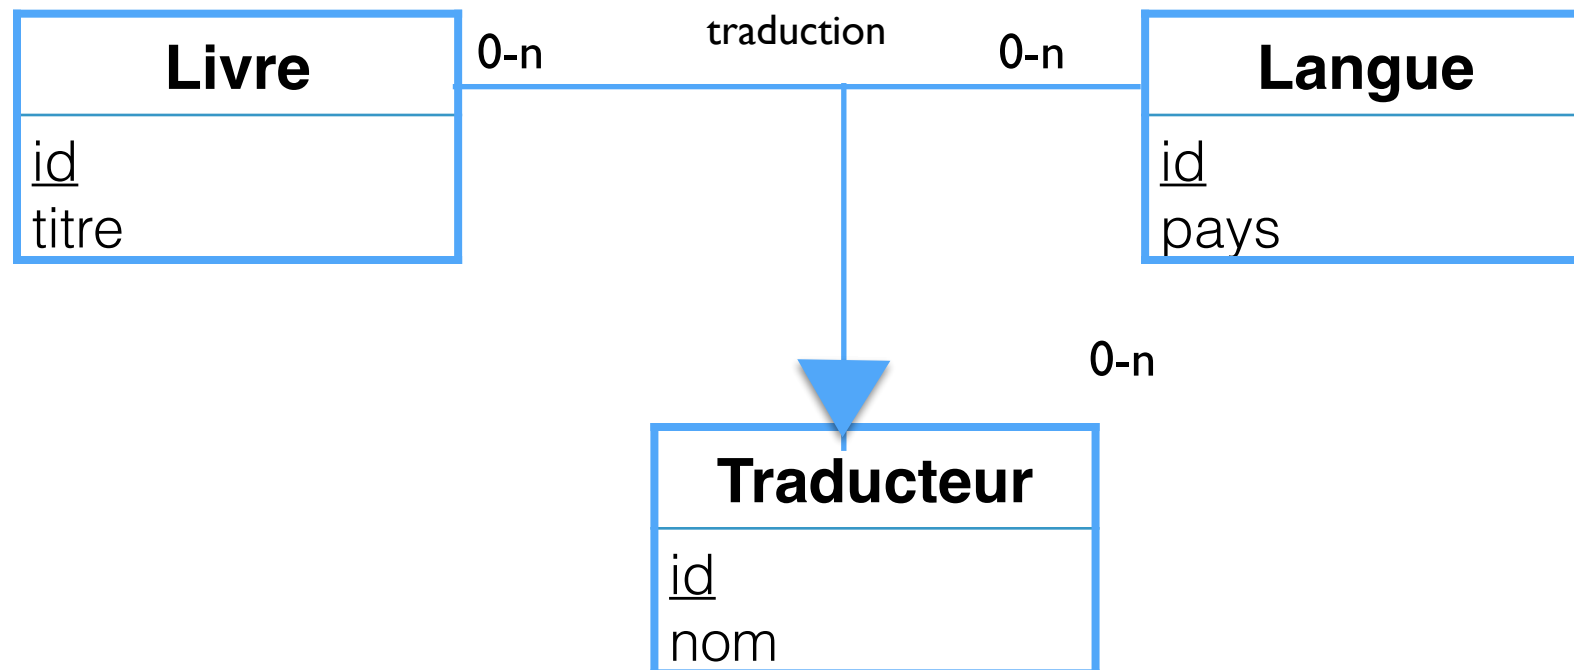 traduction
Livre
0-n
0-n
Langue
id
titre
id
pays
0-n
Traducteur
id
nom